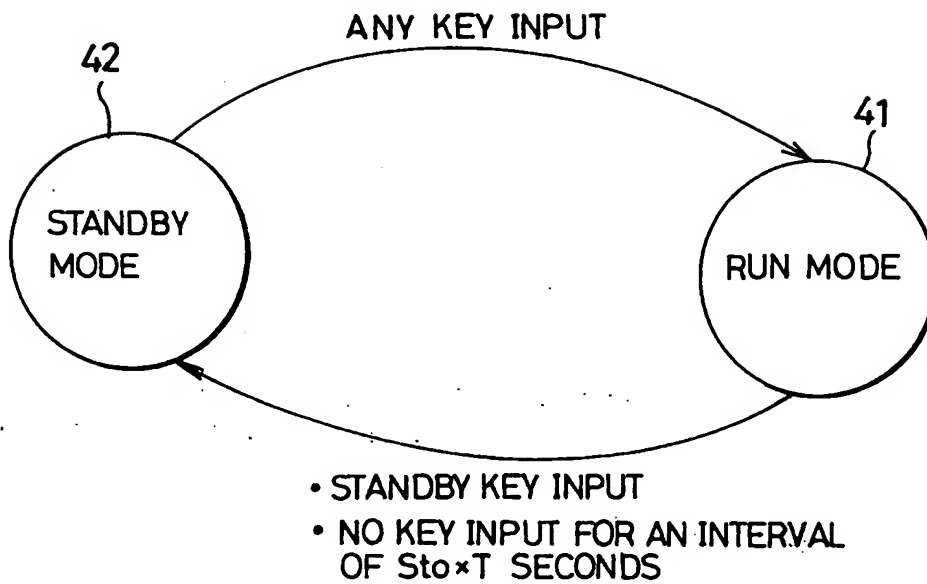 ANY KEY INPUT
42
41
STANDBY
MODE
RUN MODE
• STANDBY KEY INPUT
• NO KEY INPUT FOR AN INTERVAL
OF Sto×T SECONDS